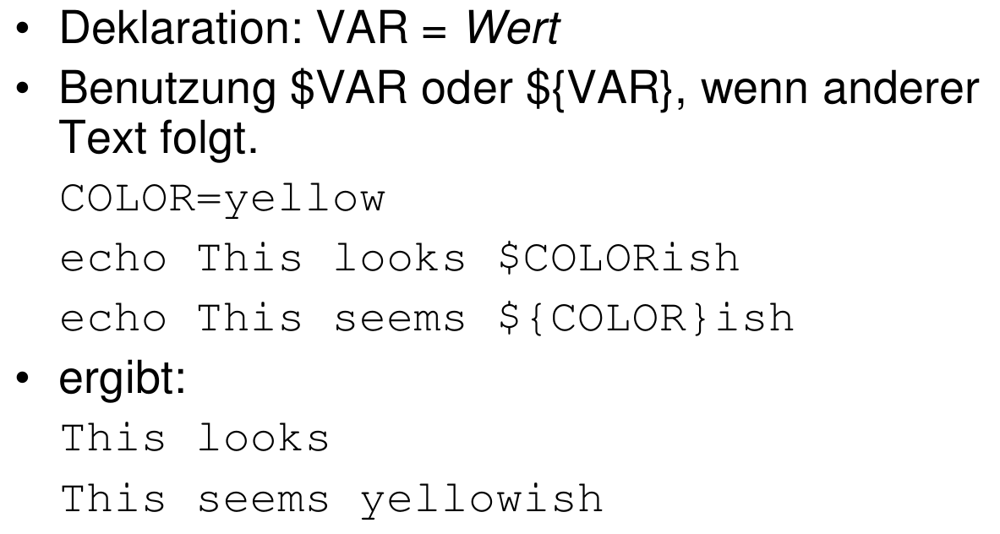 • Deklaration: VAR = Wert
• Benutzung $VAR oder ${VAR}, wenn anderer
Text folgt.
COLOR=yellow
echo This looks $COLORish
echo This seems ${COLOR}ish
• ergibt:
This looks
This seems yellowish